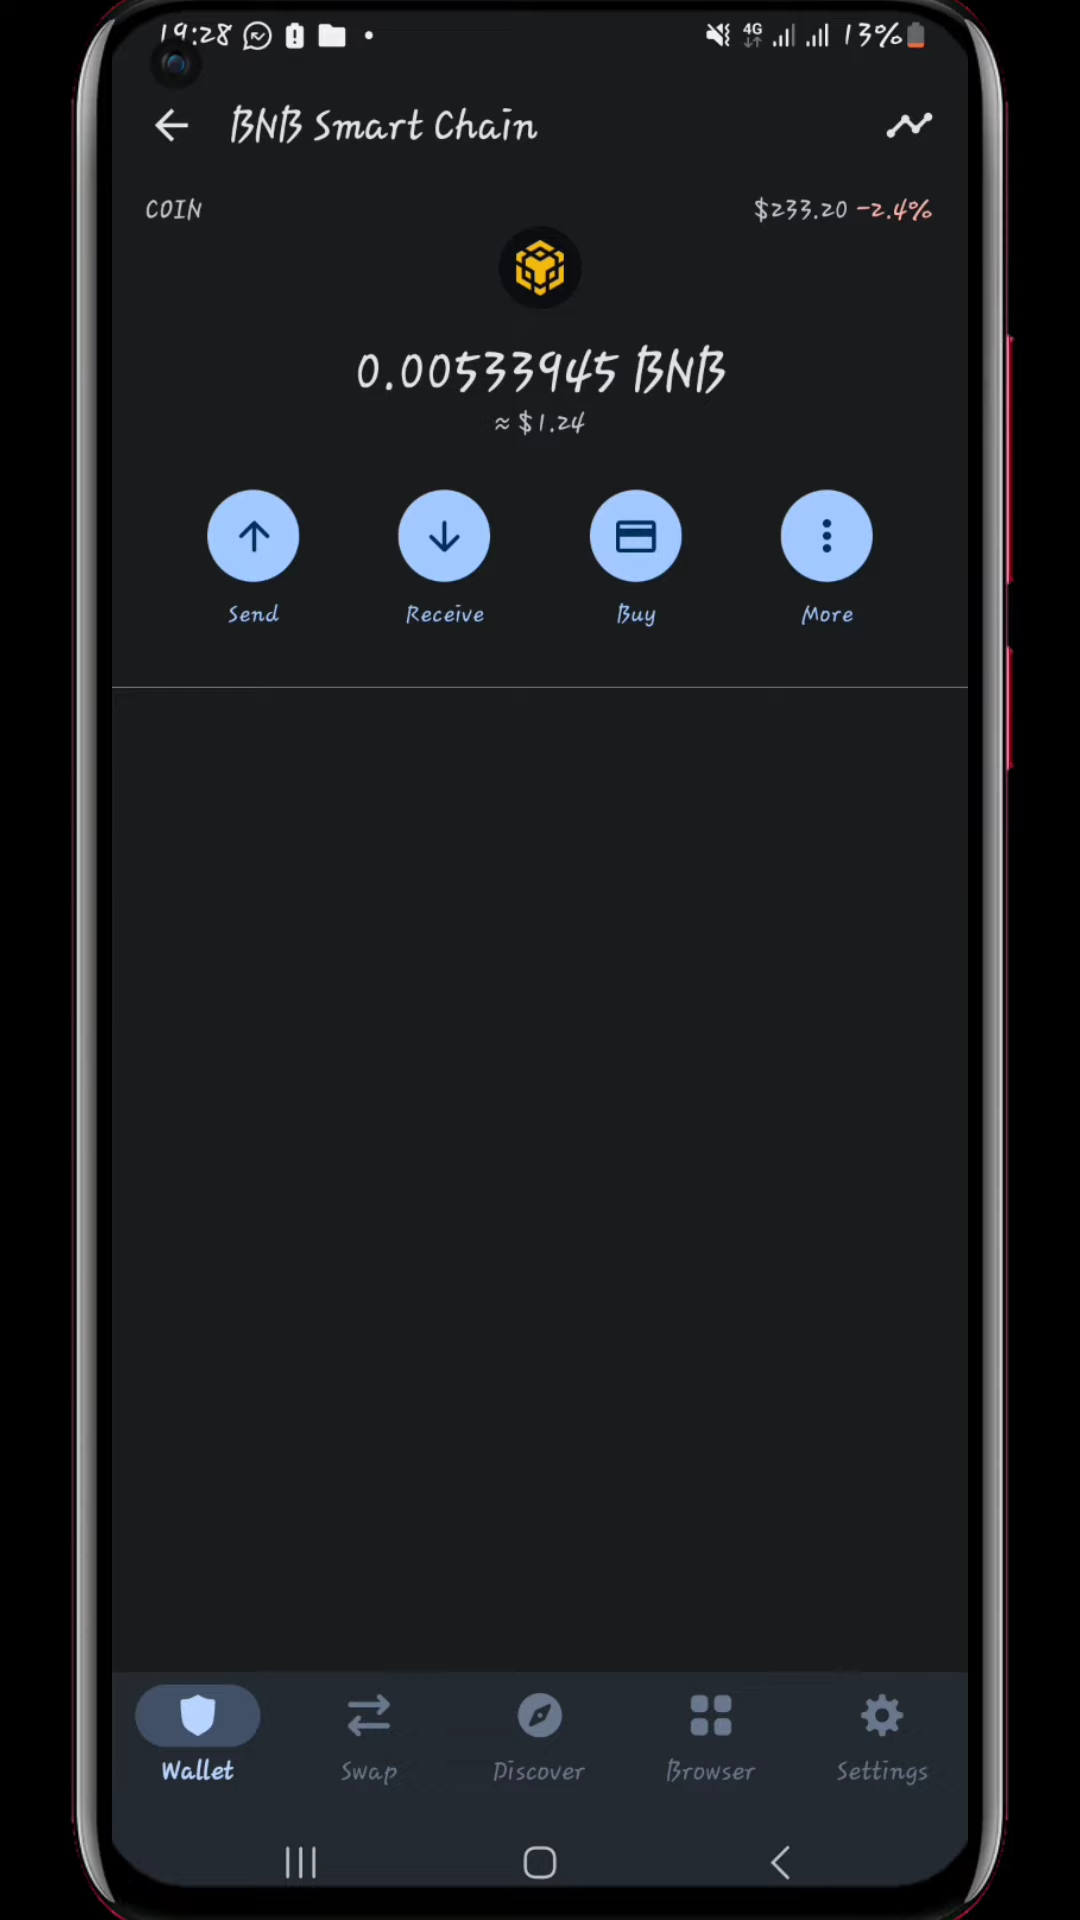 19:28 4G 13%
BNB Smart Chain
COIN $233.20 -2.4%
0.00533945 BNB
≈ $1.24
Send Receive Buy More
Wallet Swap Discover Browser Settings